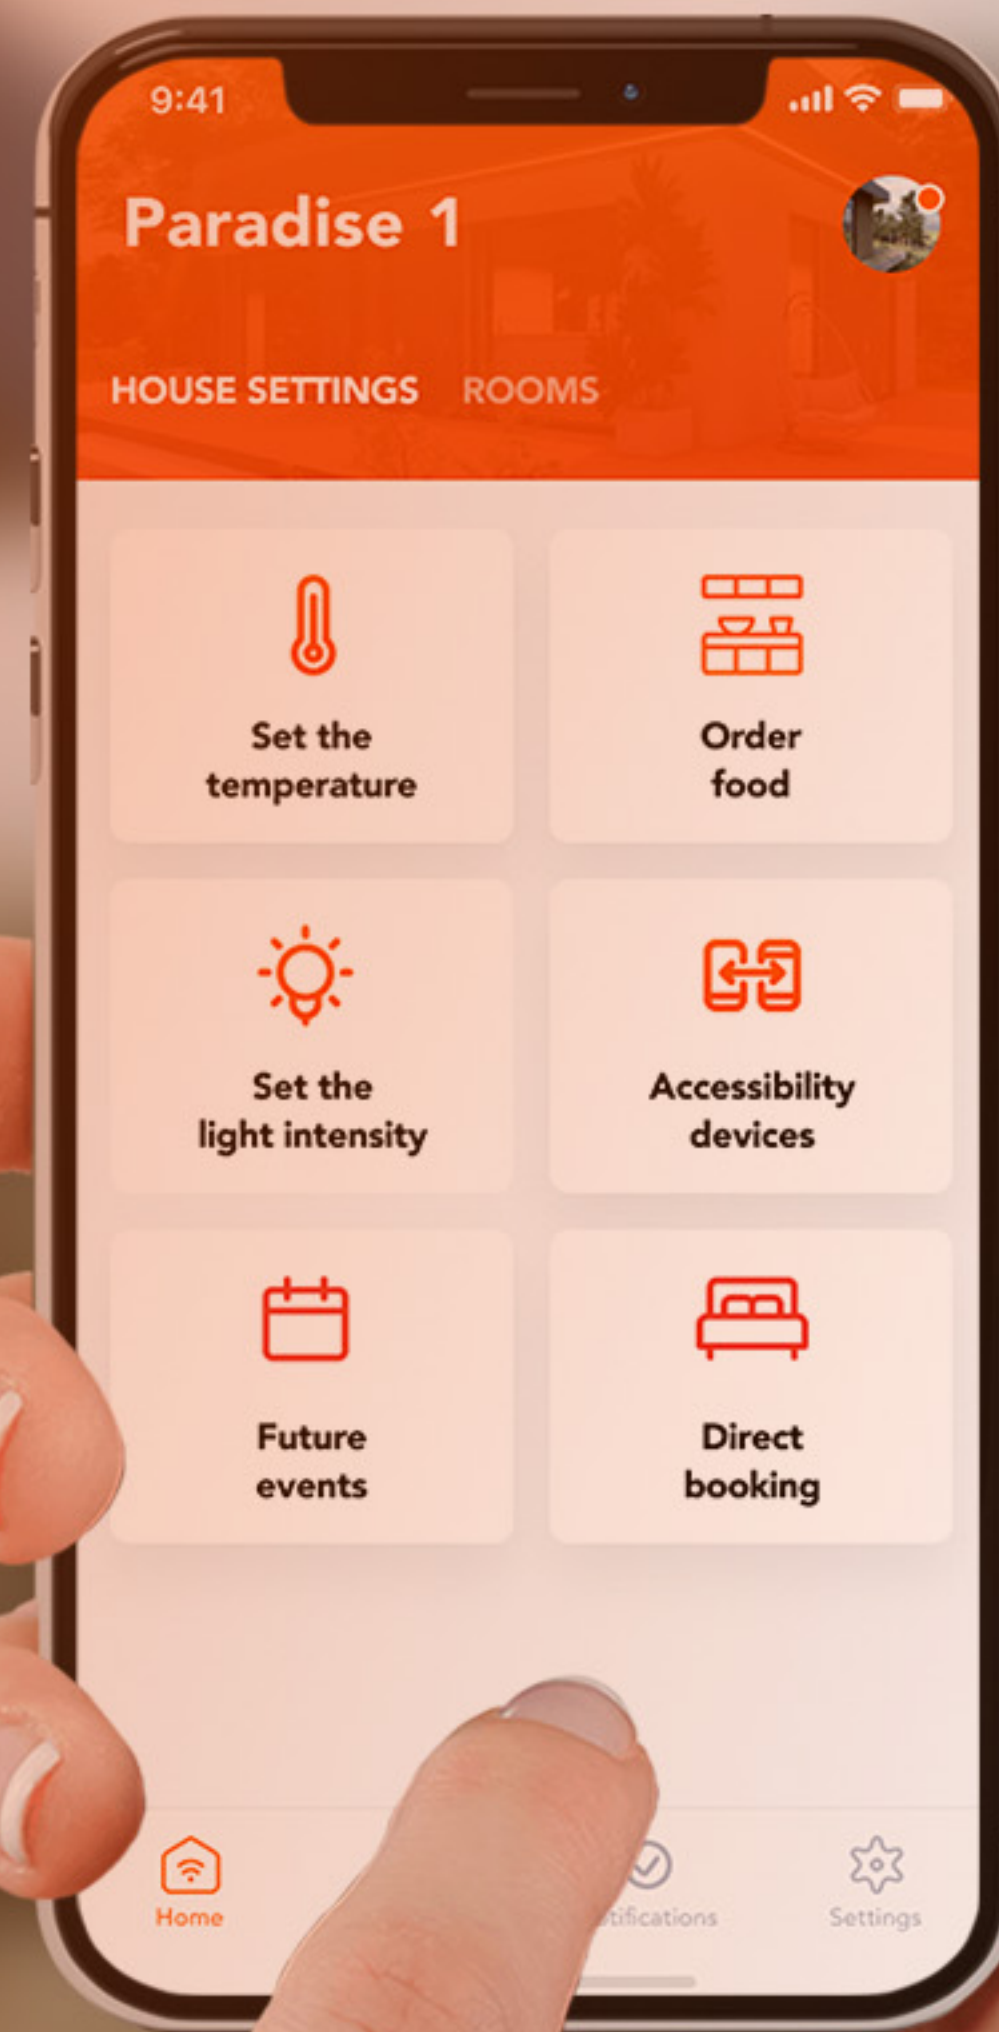 9:41
Paradise 1
HOUSE SETTINGS ROOMS
Set the
temperature
Order
food
Set the
light intensity
Accessibility
devices
Future
events
Direct
booking
Home
Settings